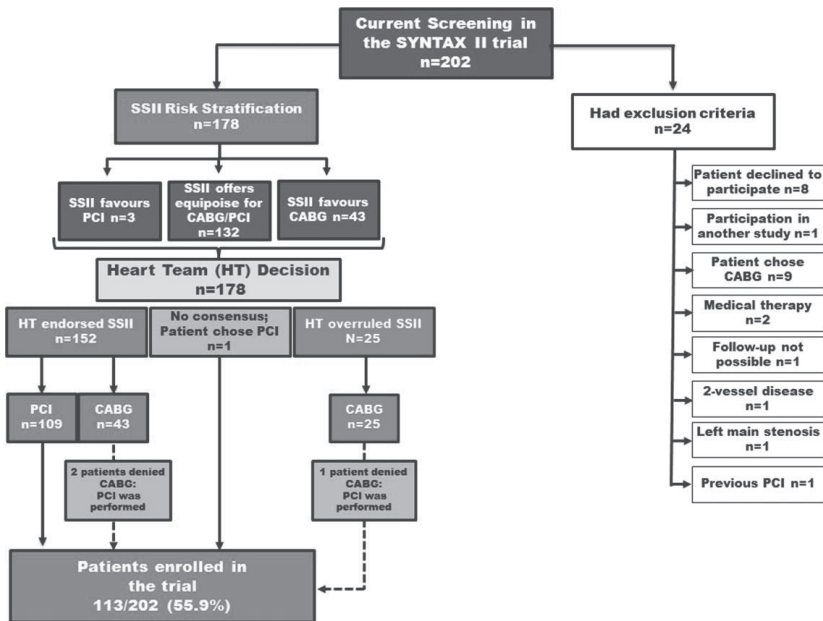 Current Screening in
the SYNTAX II trial
n=202
SSII Risk Stratification
n=178
SSII favours
PCI n=3
SSII offers
equipoise for
CABG/PCI
n=132
SSII favours
CABG n=43
Heart Team (HT) Decision
n=178
HT endorsed SSII
n=152
No consensus;
Patient chose PCI
n=1
HT overruled SSII
N=25
PCI
n=109
CABG
n=43
CABG
n=25
2 patients denied
CABG:
PCI was
performed
1 patient denied
CABG:
PCI was
performed
Patients enrolled in
the trial
113/202 (55.9%)
Had exclusion criteria
n=24
Patient declined to
participate n=8
Participation in
another study n=1
Patient chose
CABG n=9
Medical therapy
n=2
Follow-up not
possible n=1
2-vessel disease
n=1
Left main stenosis
n=1
Previous PCI n=1